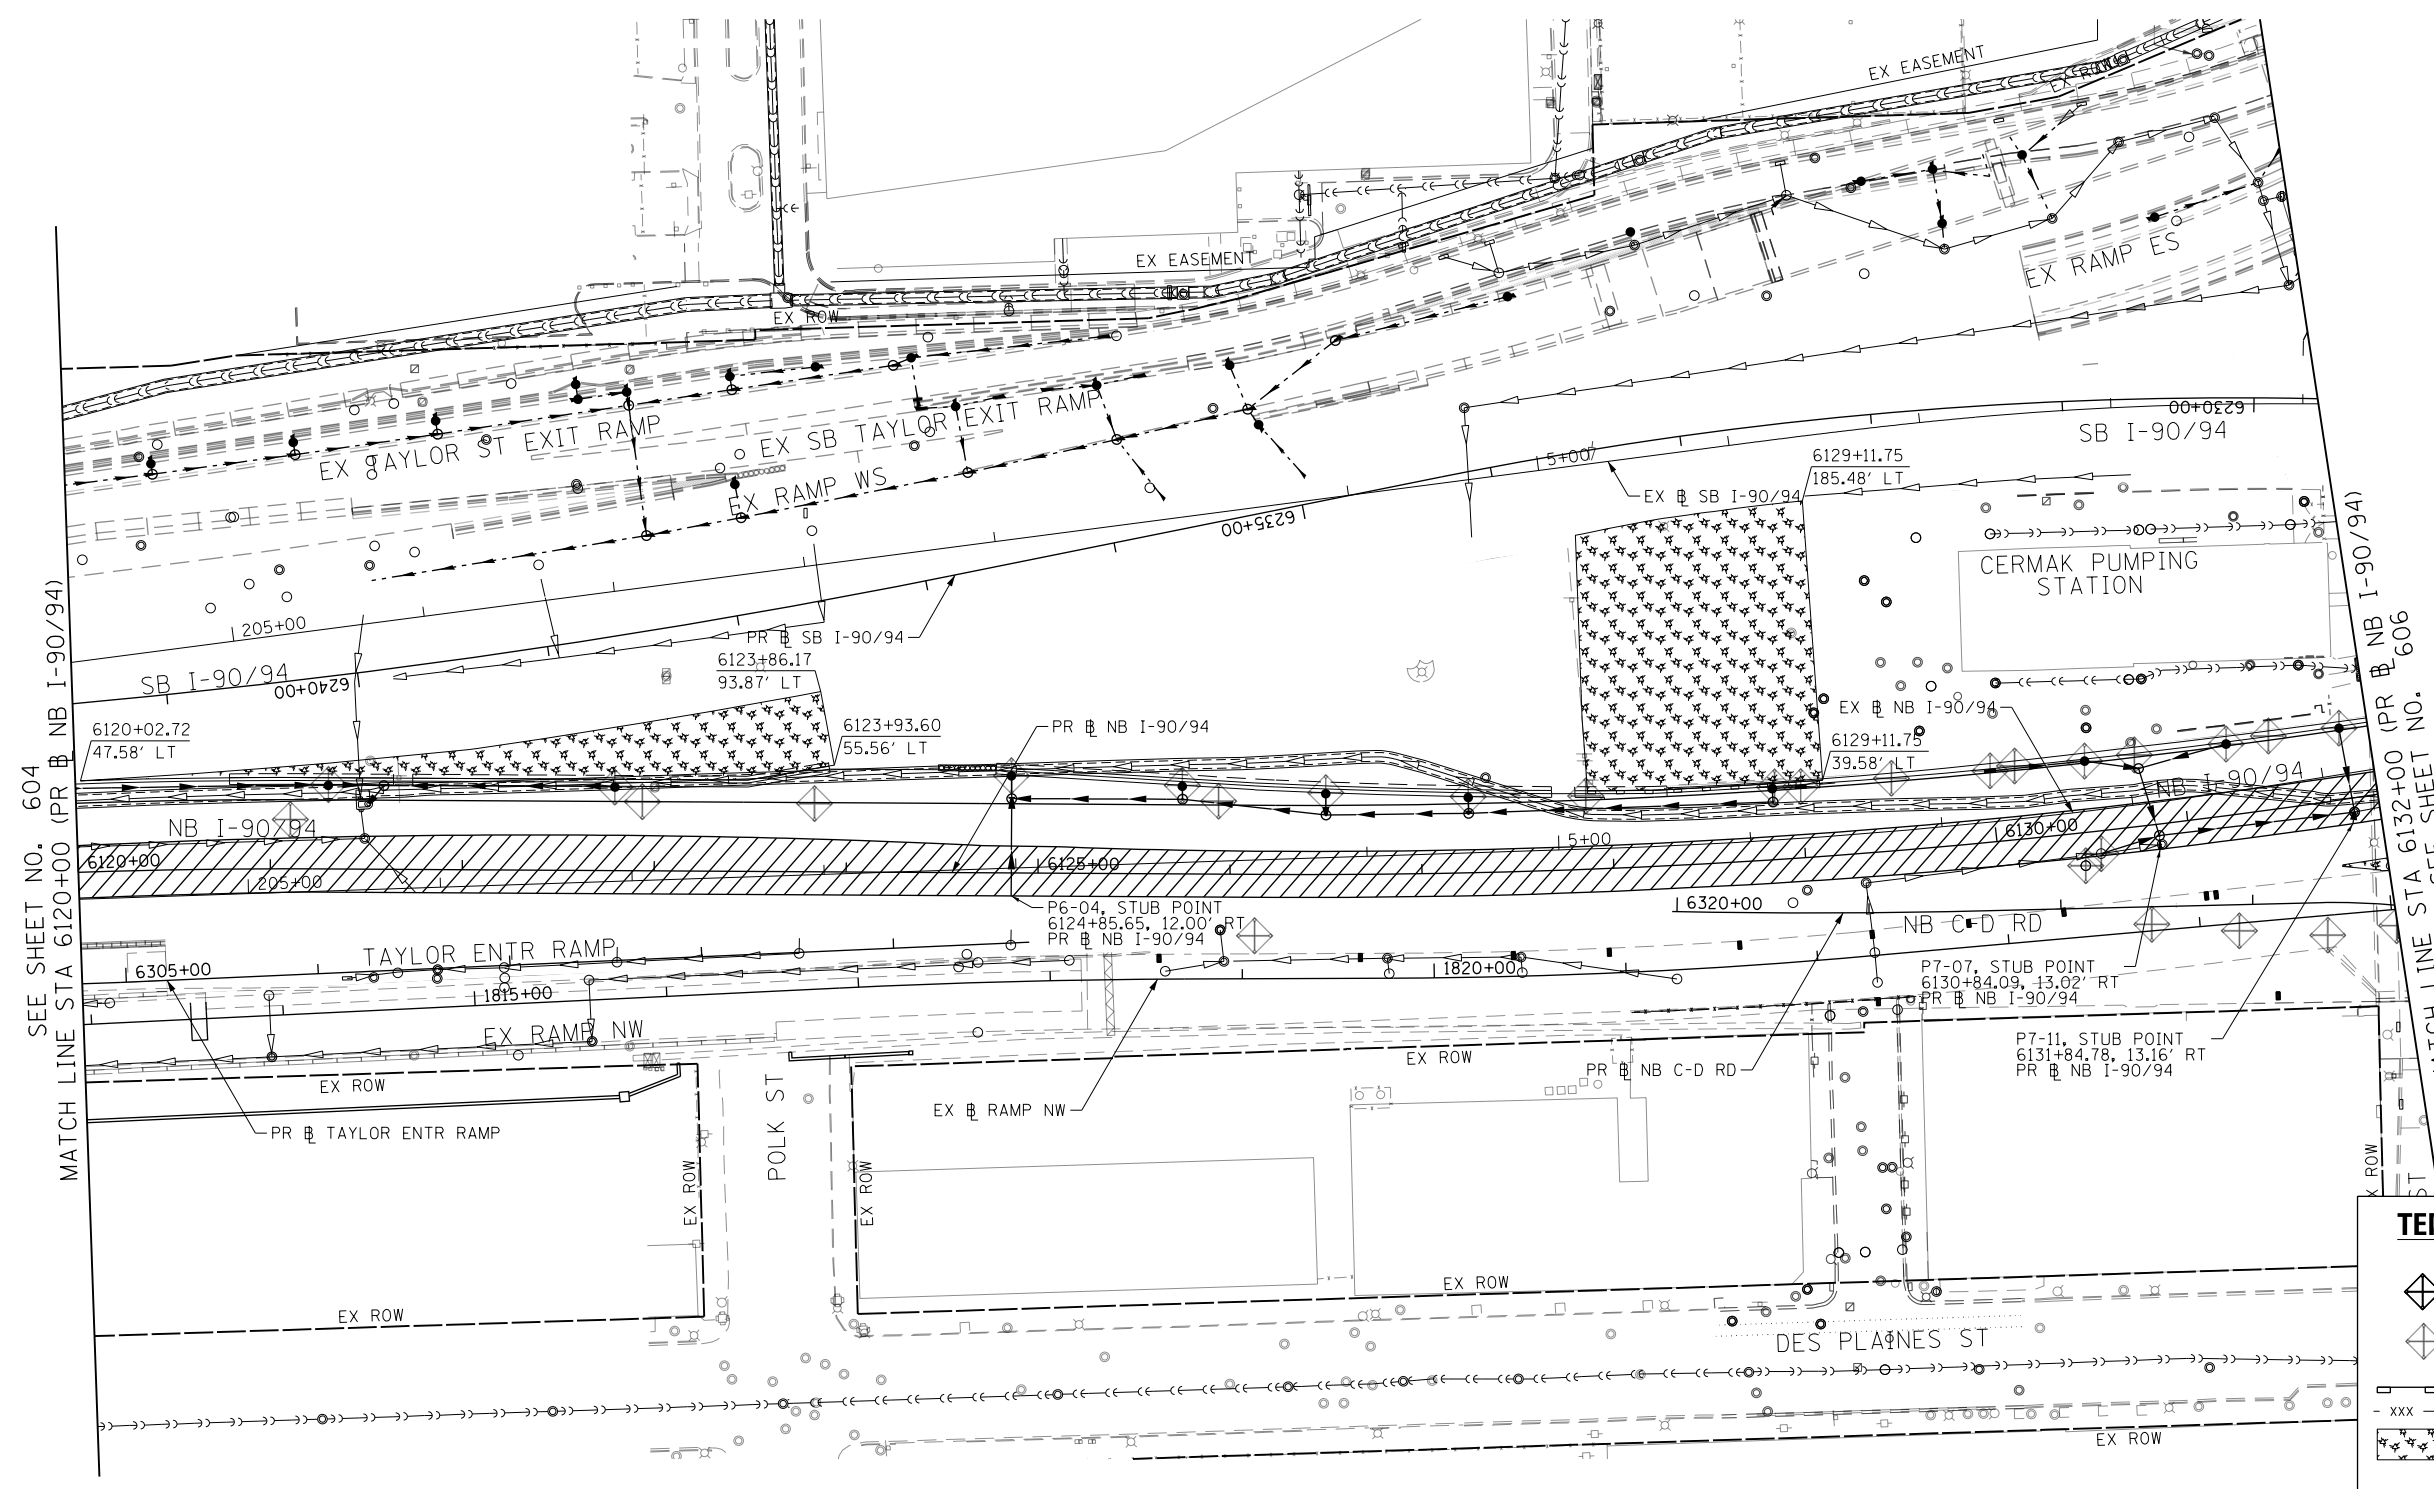 EX EASEMENT
EX ROW
EX EASEMENT
EX ROW
EX RAMP ES
EX TAYLOR ST EXIT RAMP
EX SB TAYLOR EXIT RAMP
EX RAMP WS
6230+00
SB I-90/94
5+00
6129+11.75
185.48' LT
EX B SB I-90/94
6235+00
CERMAK PUMPING
STATION
205+00
PR B SB I-90/94
SB I-90/94
6240+00
6123+86.17
93.87' LT
6120+02.72
47.58' LT
6123+93.60
55.56' LT
PR B NB I-90/94
EX B NB I-90/94
6129+11.75
39.58' LT
NB I-90/94
NB I-90/94
6120+00
205+00
6125+00
5+00
6130+00
P6-04, STUB POINT
6124+85.65, 12.00' RT
PR B NB I-90/94
6320+00
NB C-D RD
TAYLOR ENTR RAMP
6305+00
1815+00
1820+00
P7-07, STUB POINT
6130+84.09, 13.02' RT
PR B NB I-90/94
EX RAMP NW
P7-11, STUB POINT
6131+84.78, 13.16' RT
PR B NB I-90/94
EX ROW
EX ROW
PR B NB C-D RD
EX B RAMP NW
PR B TAYLOR ENTR RAMP
POLK ST
EX ROW
EX ROW
EX ROW
EX ROW
DES PLAINES ST
EX ROW
SEE SHEET NO. 604
MATCH LINE STA 6120+00 (PR B NB I-90/94)
MATCH LINE STA 6132+00 (PR B NB I-90/94)
SEE SHEET NO. 606
X ROW
ST
XXX